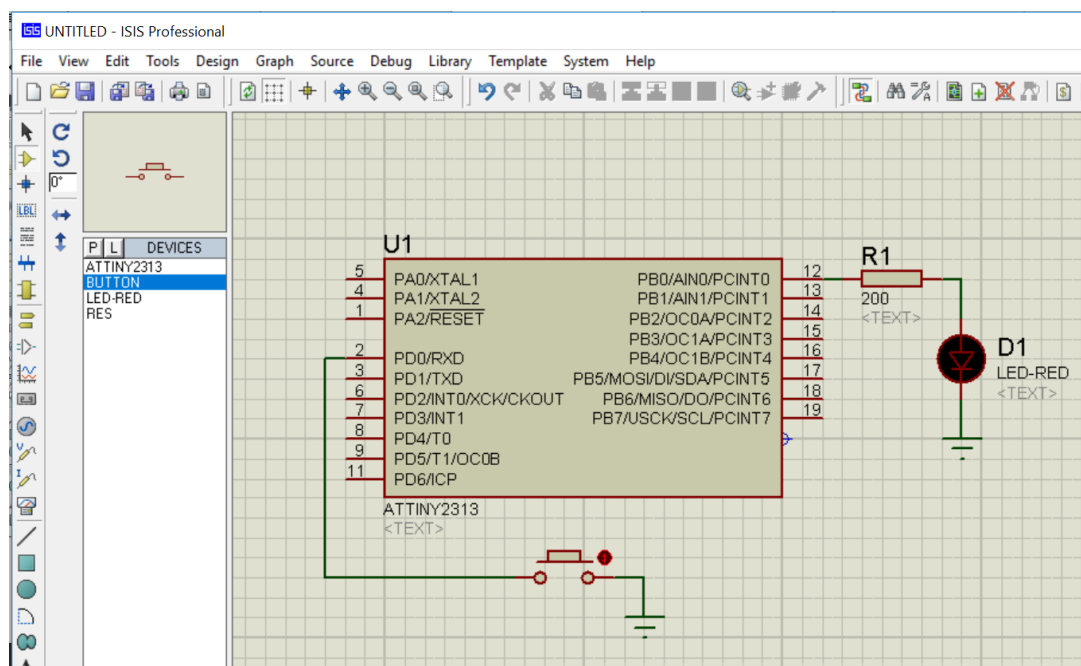 isis UNTITLED - ISIS Professional
File View Edit Tools Design Graph Source Debug Library Template System Help
0°
LBL
P L DEVICES
ATTINY2313
BUTTON
LED-RED
RES
U1
5 PA0/XTAL1
4 PA1/XTAL2
1 PA2/RESET
2 PD0/RXD
3 PD1/TXD
6 PD2/INT0/XCK/CKOUT
7 PD3/INT1
8 PD4/T0
9 PD5/T1/OC0B
11 PD6/ICP
PB0/AIN0/PCINT0 12
PB1/AIN1/PCINT1 13
PB2/OC0A/PCINT2 14
PB3/OC1A/PCINT3 15
PB4/OC1B/PCINT4 16
PB5/MOSI/DI/SDA/PCINT5 17
PB6/MISO/DO/PCINT6 18
PB7/USCK/SCL/PCINT7 19
ATTINY2313
<TEXT>
R1
200
<TEXT>
D1
LED-RED
<TEXT>